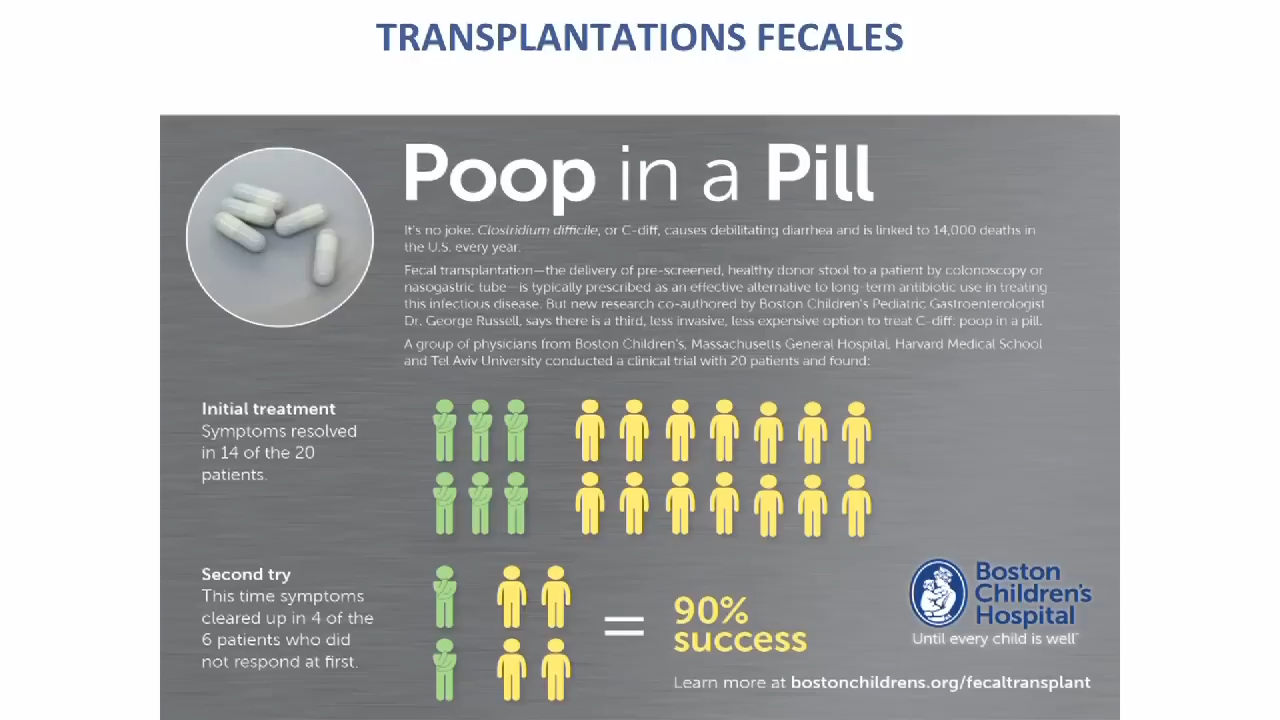 TRANSPLANTATIONS FECALES
Poop in a Pill
It's no joke. Clostridium difficile, or C-diff, causes debilitating diarrhea and is linked to 14,000 deaths in
the U.S. every year.
Fecal transplantation—the delivery of pre-screened, healthy donor stool to a patient by colonoscopy or
nasogastric tube—is typically prescribed as an effective alternative to long-term antibiotic use in treating
this infectious disease. But new research co-authored by Boston Children's Pediatric Gastroenterologist
Dr. George Russell, says there is a third, less invasive, less expensive option to treat C-diff: poop in a pill.
A group of physicians from Boston Children's, Massachusetts General Hospital, Harvard Medical School
and Tel Aviv University conducted a clinical trial with 20 patients and found:
Initial treatment
Symptoms resolved
in 14 of the 20
patients.
Second try
This time symptoms
cleared up in 4 of the
6 patients who did
not respond at first.
=
90%
success
Boston
Children's
Hospital
Until every child is well™
Learn more at bostonchildrens.org/fecaltransplant